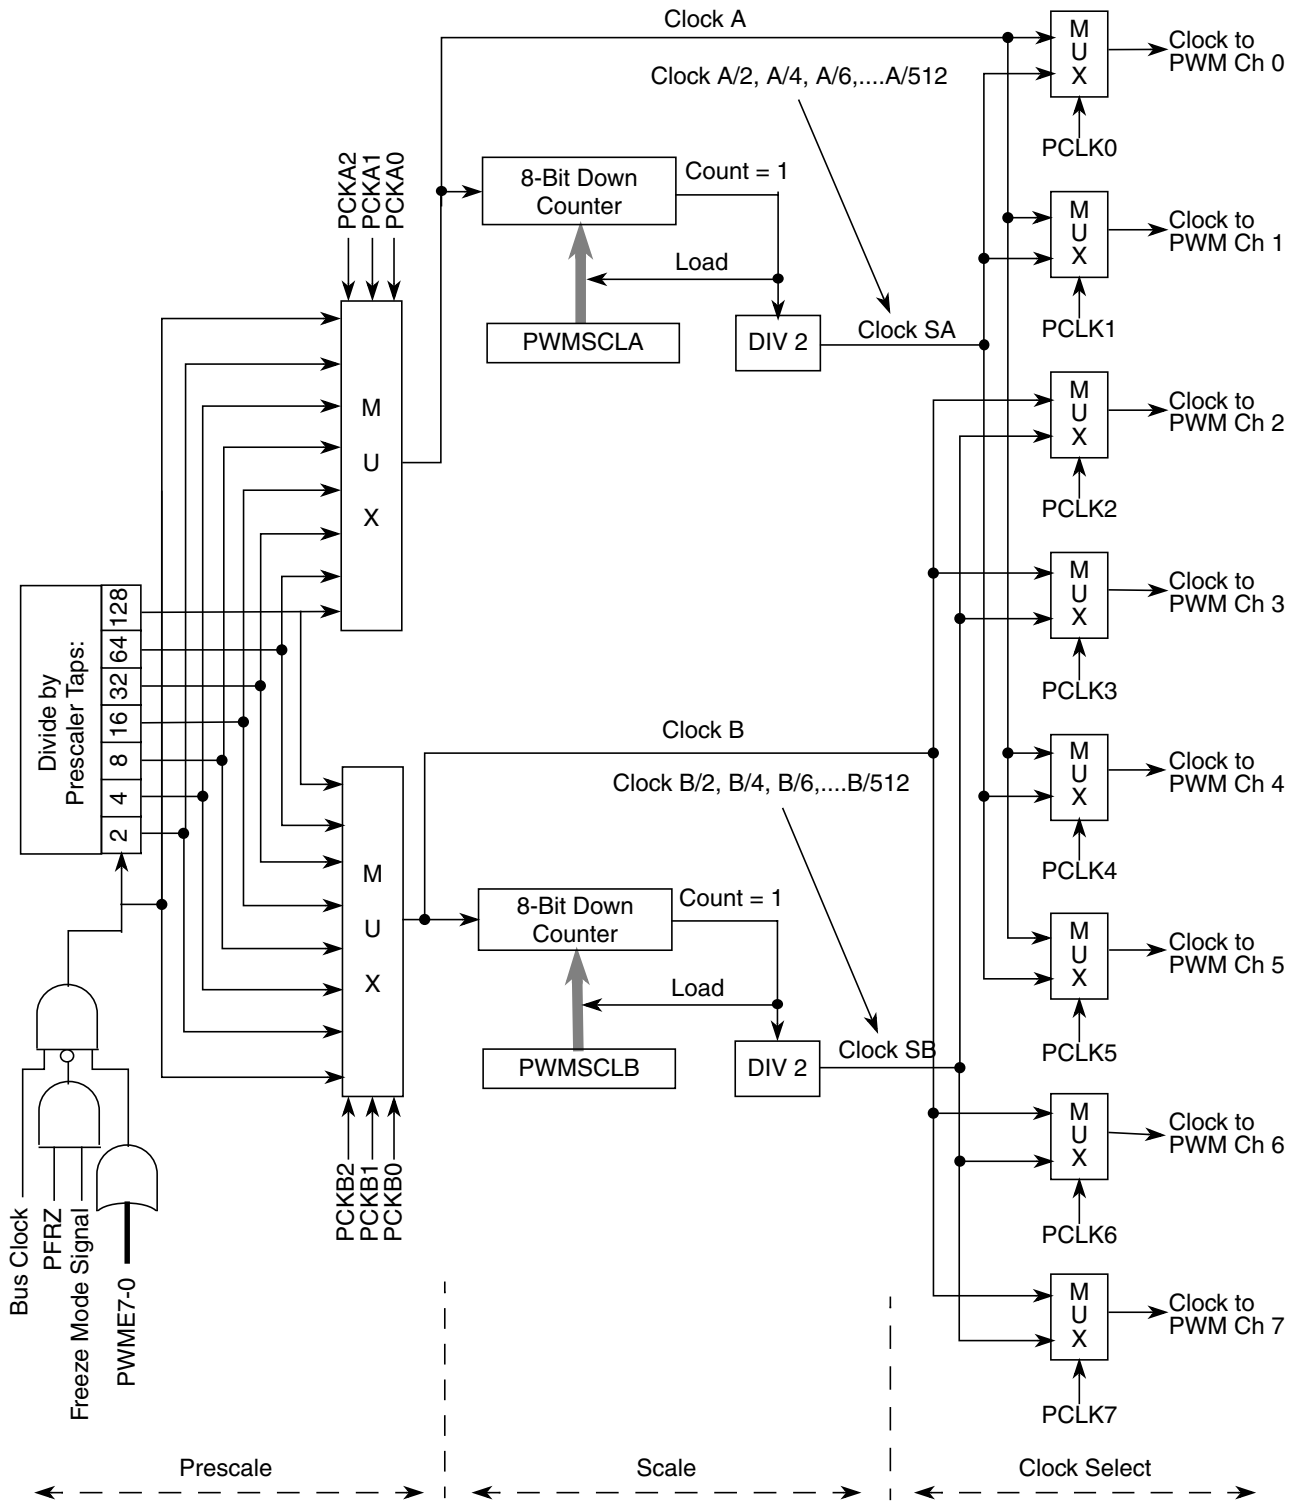 Clock A
Clock A/2, A/4, A/6,....A/512
M
U
X
Clock to
PWM Ch 0
PCLK0
PCKA2
PCKA1
PCKA0
8-Bit Down
Counter
Count = 1
Load
PWMSCLA
DIV 2
Clock SA
M
U
X
Clock to
PWM Ch 1
PCLK1
M
U
X
M
U
X
Clock to
PWM Ch 2
PCLK2
M
U
X
Clock to
PWM Ch 3
PCLK3
Divide by
Prescaler Taps:
128
64
32
16
8
4
2
Clock B
Clock B/2, B/4, B/6,....B/512
M
U
X
Clock to
PWM Ch 4
PCLK4
M
U
X
8-Bit Down
Counter
Count = 1
Load
PWMSCLB
DIV 2
Clock SB
M
U
X
Clock to
PWM Ch 5
PCLK5
PCKB2
PCKB1
PCKB0
M
U
X
Clock to
PWM Ch 6
PCLK6
Bus Clock
PFRZ
Freeze Mode Signal
PWME7-0
M
U
X
Clock to
PWM Ch 7
PCLK7
Prescale
Scale
Clock Select